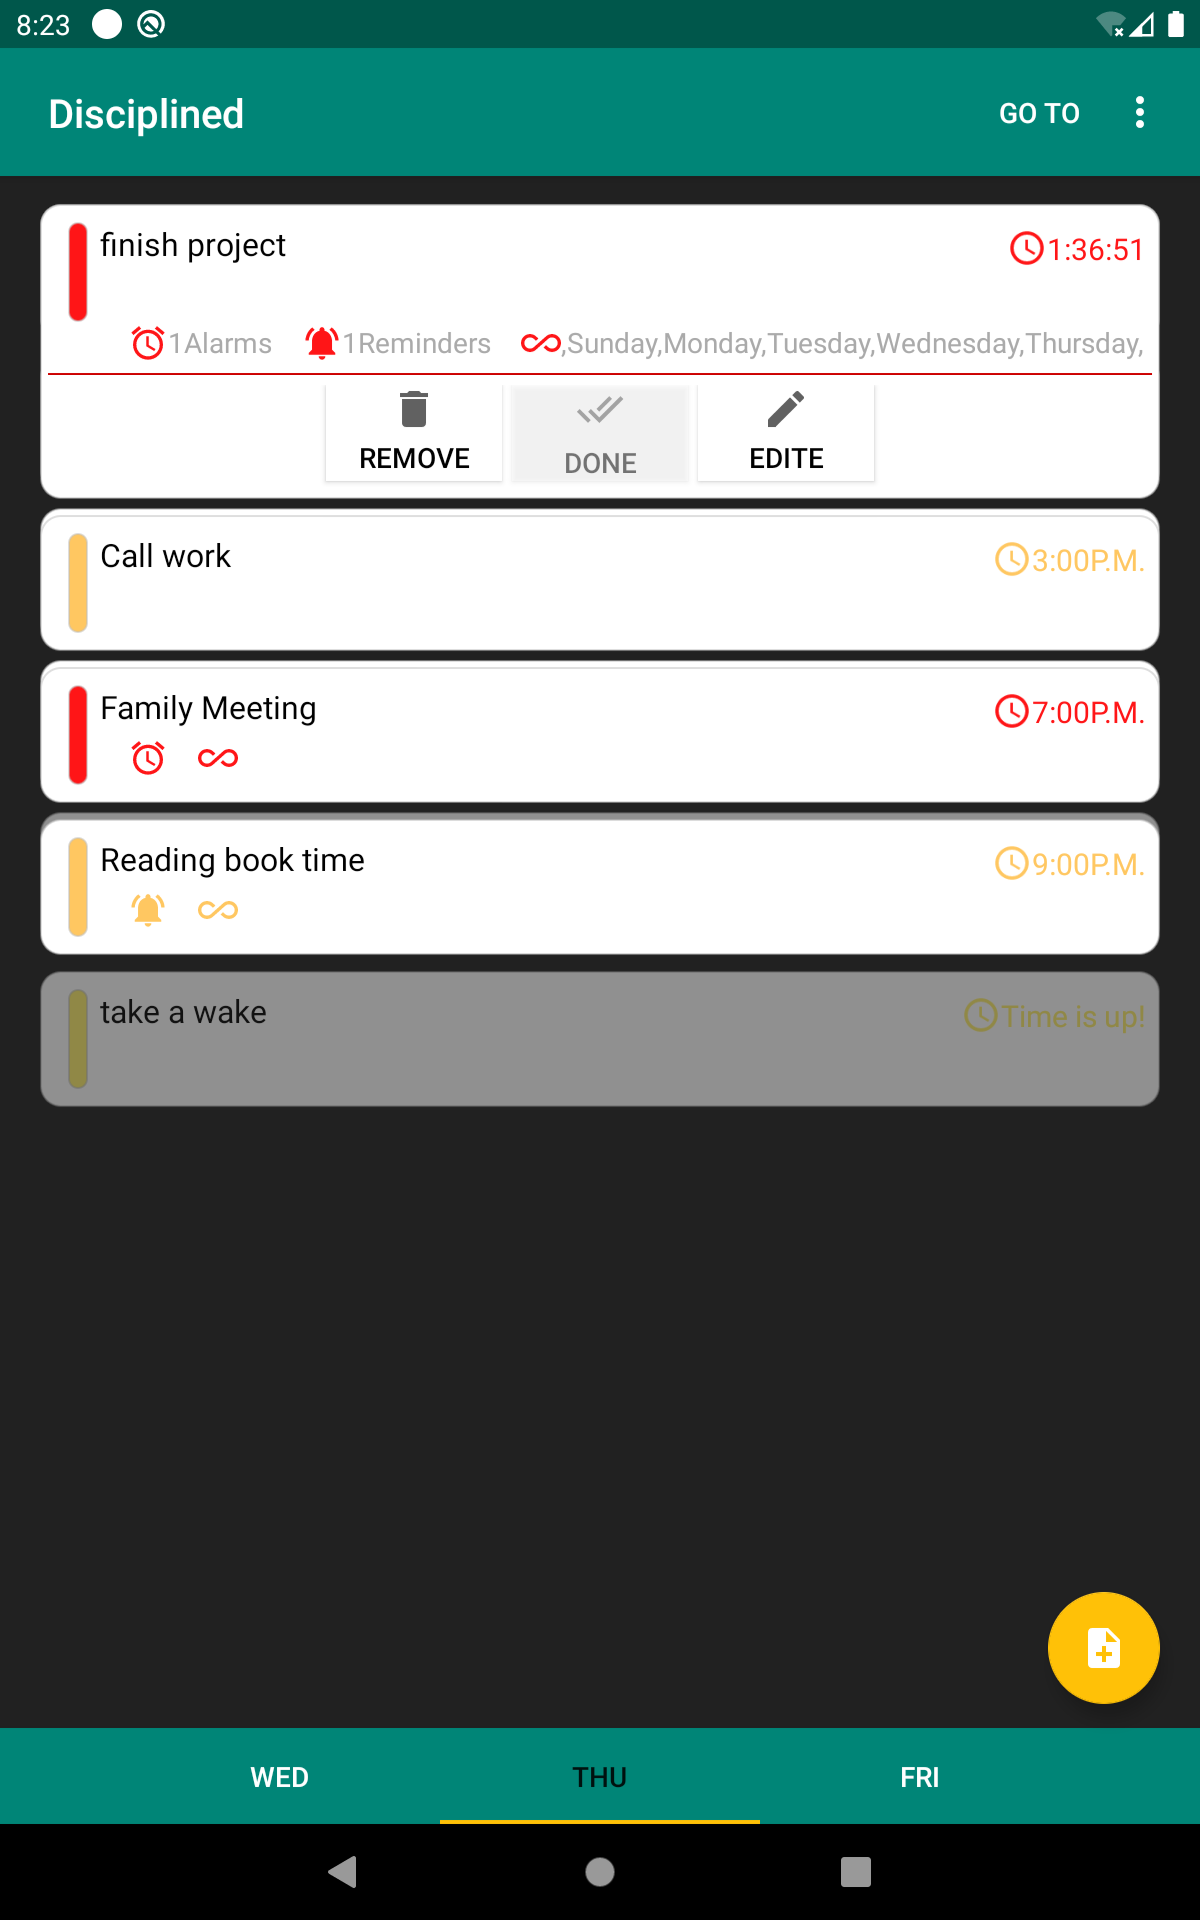 8:23
Disciplined GO TO
finish project 1:36:51
1Alarms 1Reminders ,Sunday,Monday,Tuesday,Wednesday,Thursday,
REMOVE DONE EDITE
Call work 3:00P.M.
Family Meeting 7:00P.M.
Reading book time 9:00P.M.
take a wake Time is up!
WED THU FRI